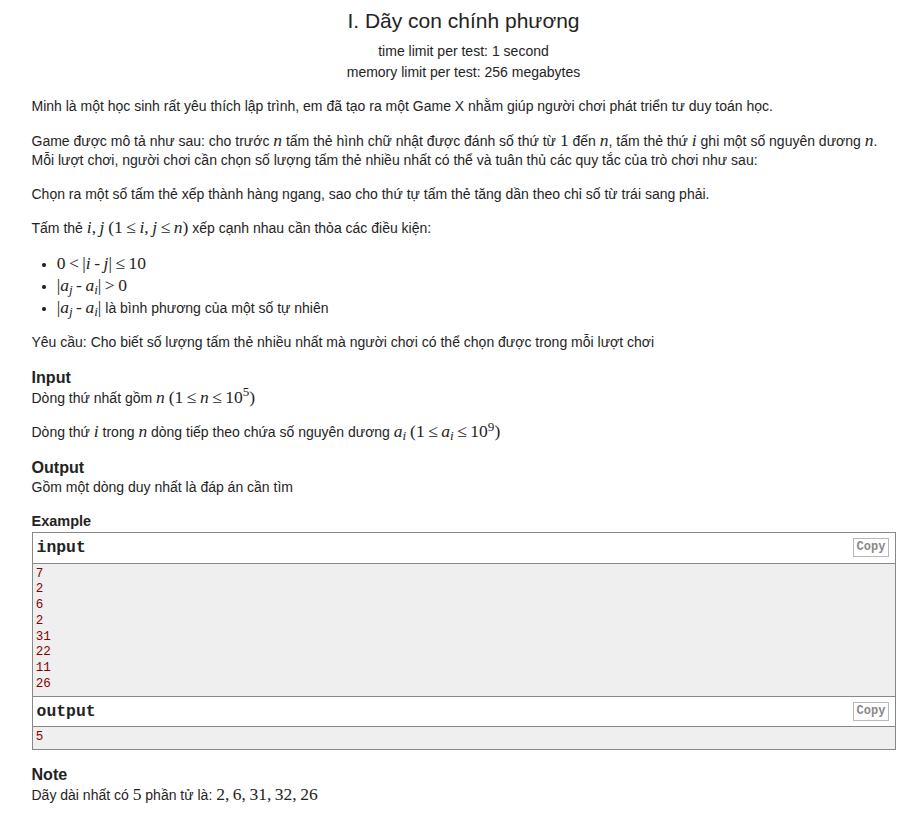 I. Dãy con chính phương
time limit per test: 1 second
memory limit per test: 256 megabytes
Minh là một học sinh rất yêu thích lập trình, em đã tạo ra một Game X nhằm giúp người chơi phát triển tư duy toán học.
Game được mô tả như sau: cho trước n tấm thẻ hình chữ nhật được đánh số thứ từ 1 đến n, tấm thẻ thứ i ghi một số nguyên dương n.
Mỗi lượt chơi, người chơi cần chọn số lượng tấm thẻ nhiều nhất có thể và tuân thủ các quy tắc của trò chơi như sau:
Chọn ra một số tấm thẻ xếp thành hàng ngang, sao cho thứ tự tấm thẻ tăng dần theo chỉ số từ trái sang phải.
Tấm thẻ i, j (1 ≤ i, j ≤ n) xếp cạnh nhau cần thỏa các điều kiện:
• 0 < |i - j| ≤ 10
• |a_j - a_i| > 0
• |a_j - a_i| là bình phương của một số tự nhiên
Yêu cầu: Cho biết số lượng tấm thẻ nhiều nhất mà người chơi có thể chọn được trong mỗi lượt chơi
Input
Dòng thứ nhất gồm n (1 ≤ n ≤ 10^5)
Dòng thứ i trong n dòng tiếp theo chứa số nguyên dương a_i (1 ≤ a_i ≤ 10^9)
Output
Gồm một dòng duy nhất là đáp án cần tìm
Example
input Copy
7
2
6
2
31
22
11
26
output Copy
5
Note
Dãy dài nhất có 5 phần tử là: 2, 6, 31, 32, 26